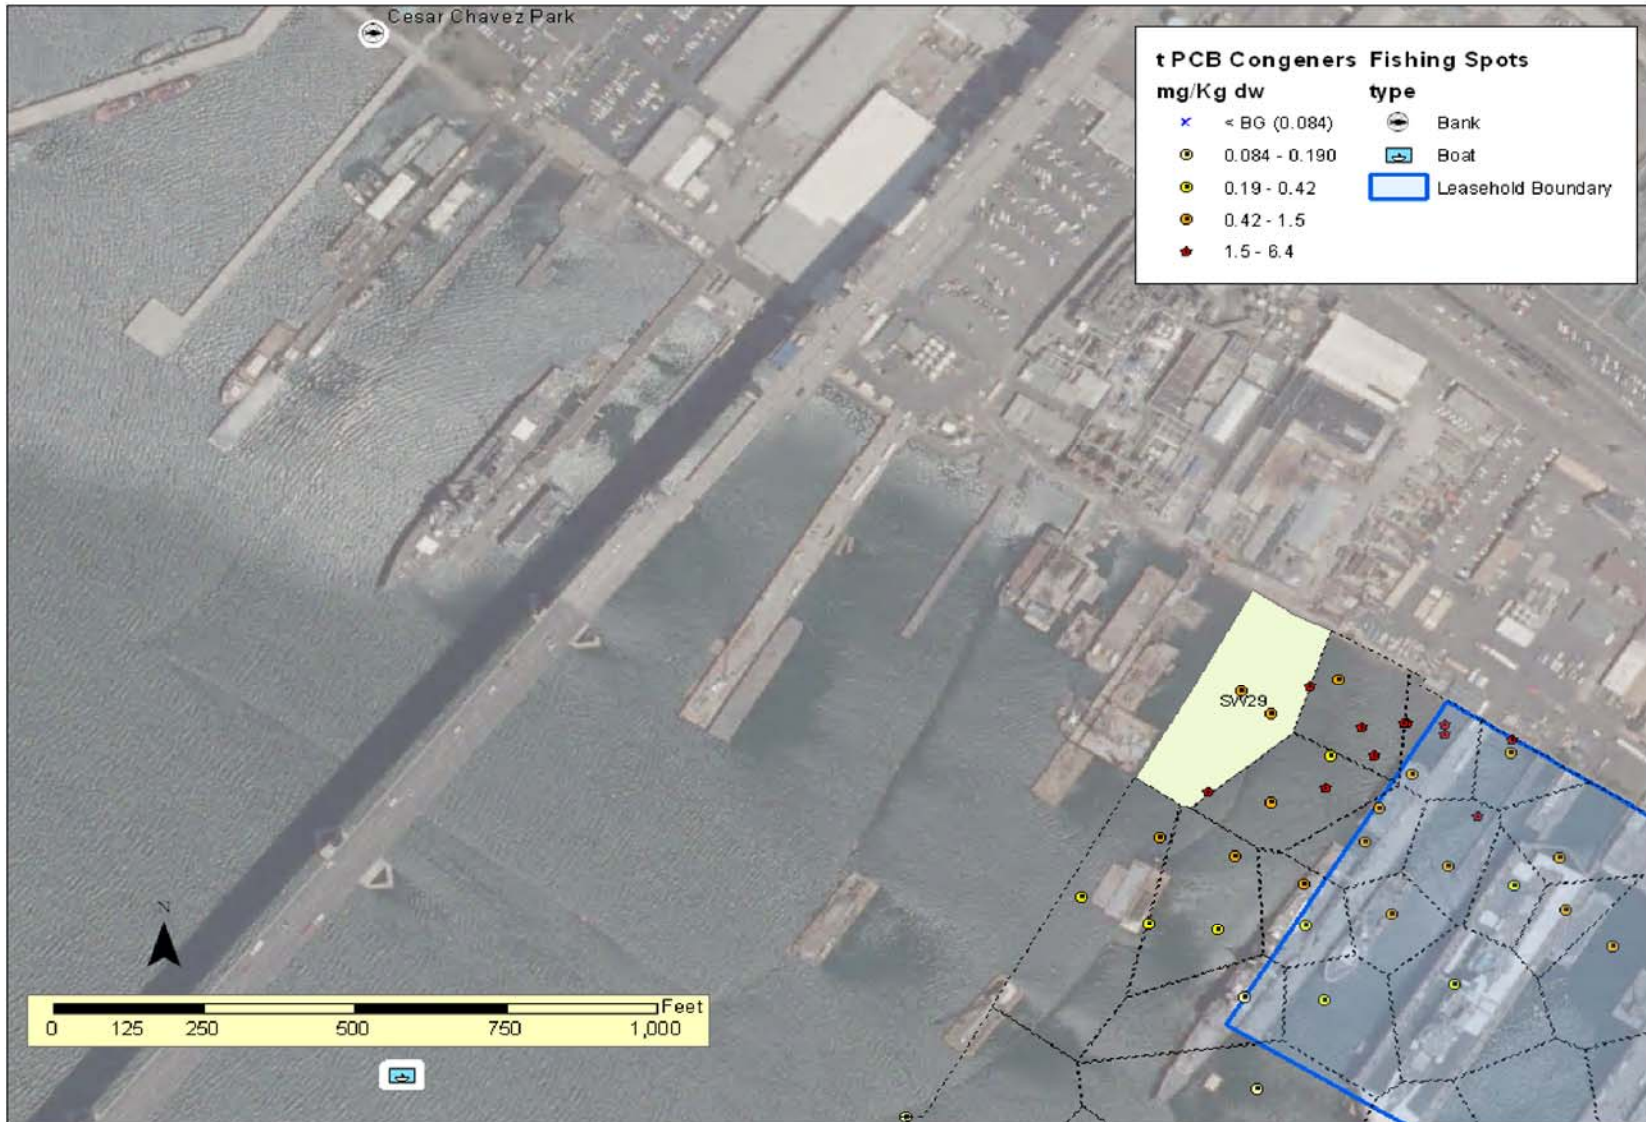 Cesar Chavez Park
t PCB Congeners
mg/Kg dw
< BG (0.084)
0.084 - 0.190
0.19 - 0.42
0.42 - 1.5
1.5 - 6.4
Fishing Spots
type
Bank
Boat
Leasehold Boundary
SW29
N
Feet
0 125 250 500 750 1,000